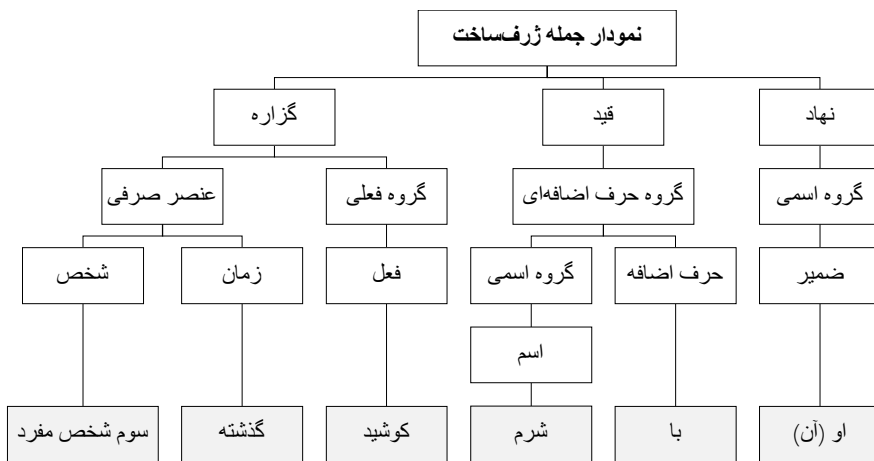 نمودار جمله ژرف‌ساخت
نهاد
قید
گزاره
گروه اسمی
گروه حرف اضافه‌ای
گروه فعلی
عنصر صرفی
ضمیر
حرف اضافه
گروه اسمی
فعل
زمان
شخص
اسم
او (آن)
با
شرم
کوشید
گذشته
سوم شخص مفرد